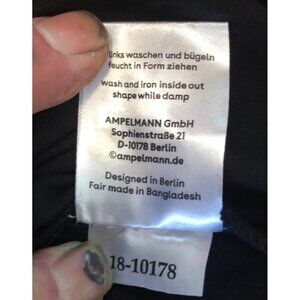 links waschen und bügeln
feucht in Form ziehen
wash and iron inside out
shape while damp
AMPELMANN GmbH
Sophienstraße 21
D-10178 Berlin
©ampelmann.de
Designed in Berlin
Fair made in Bangladesh
18-10178